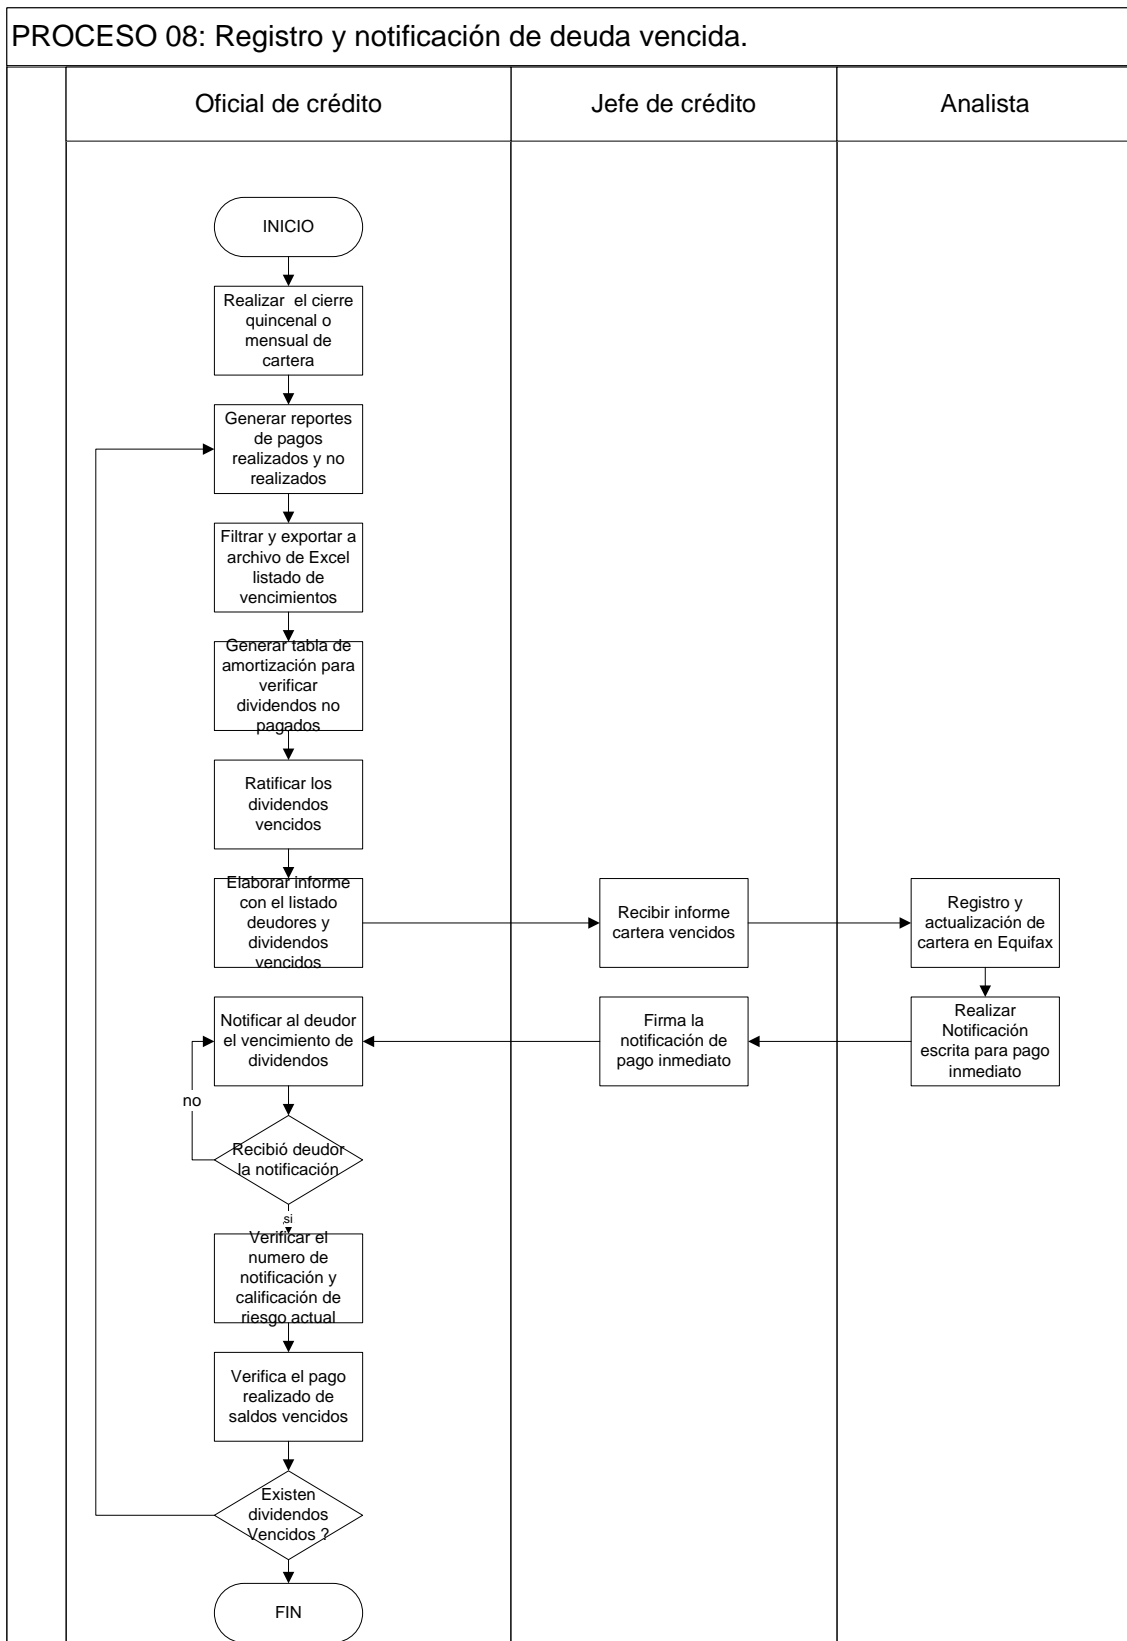 PROCESO 08: Registro y notificación de deuda vencida.
Oficial de crédito
Jefe de crédito
Analista
INICIO
Realizar el cierre
quincenal o
mensual de
cartera
Generar reportes
de pagos
realizados y no
realizados
Filtrar y exportar a
archivo de Excel
listado de
vencimientos
Generar tabla de
amortización para
verificar
dividendos no
pagados
Ratificar los
dividendos
vencidos
Elaborar informe
con el listado
deudores y
dividendos
vencidos
Recibir informe
cartera vencidos
Registro y
actualización de
cartera en Equifax
Realizar
Notificación
escrita para pago
inmediato
Firma la
notificación de
pago inmediato
Notificar al deudor
el vencimiento de
dividendos
no
Recibió deudor
la notificación
si
Verificar el
numero de
notificación y
calificación de
riesgo actual
Verifica el pago
realizado de
saldos vencidos
Existen
dividendos
Vencidos ?
FIN